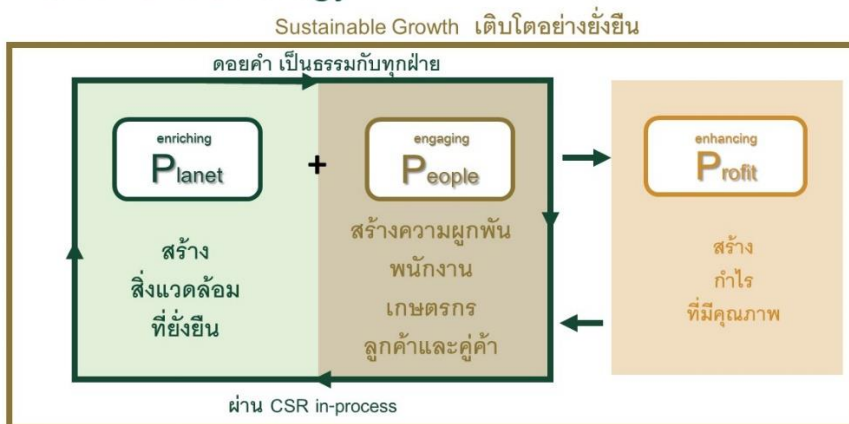 Sustainable Growth เติบโตอย่างยั่งยืน
ดอยคำ เป็นธรรมกับทุกฝ่าย
enriching
Planet
+
engaging
People
enhancing
Profit
สร้าง
สิ่งแวดล้อม
ที่ยั่งยืน
สร้างความผูกพัน
พนักงาน
เกษตรกร
ลูกค้าและคู่ค้า
สร้าง
กำไร
ที่มีคุณภาพ
ผ่าน CSR in-process